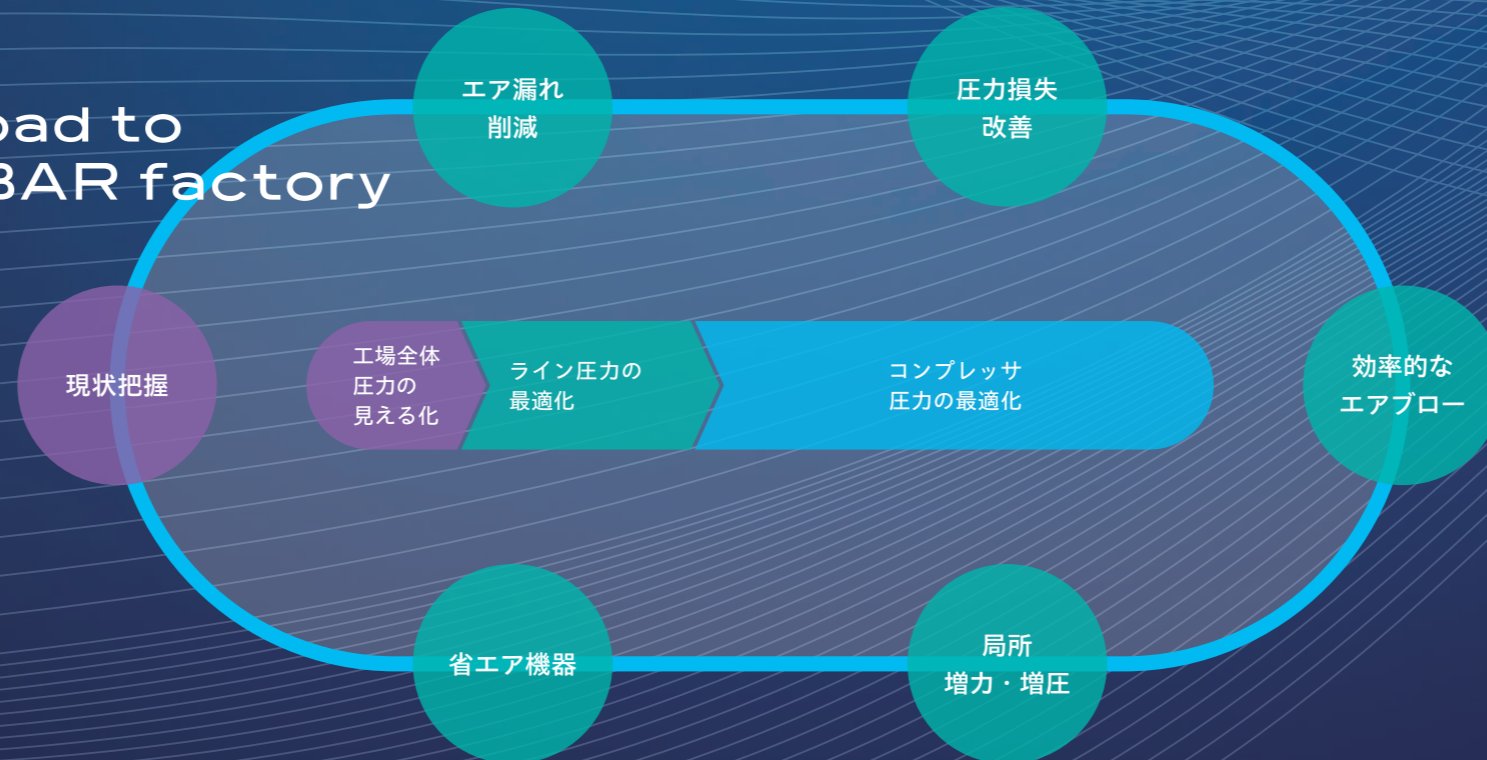 oad to
BAR factory
エア漏れ
削減
圧力損失
改善
現状把握
工場全体
圧力の
見える化
ライン圧力の
最適化
コンプレッサ
圧力の最適化
効率的な
エアブロー
省エア機器
局所
増力・増圧